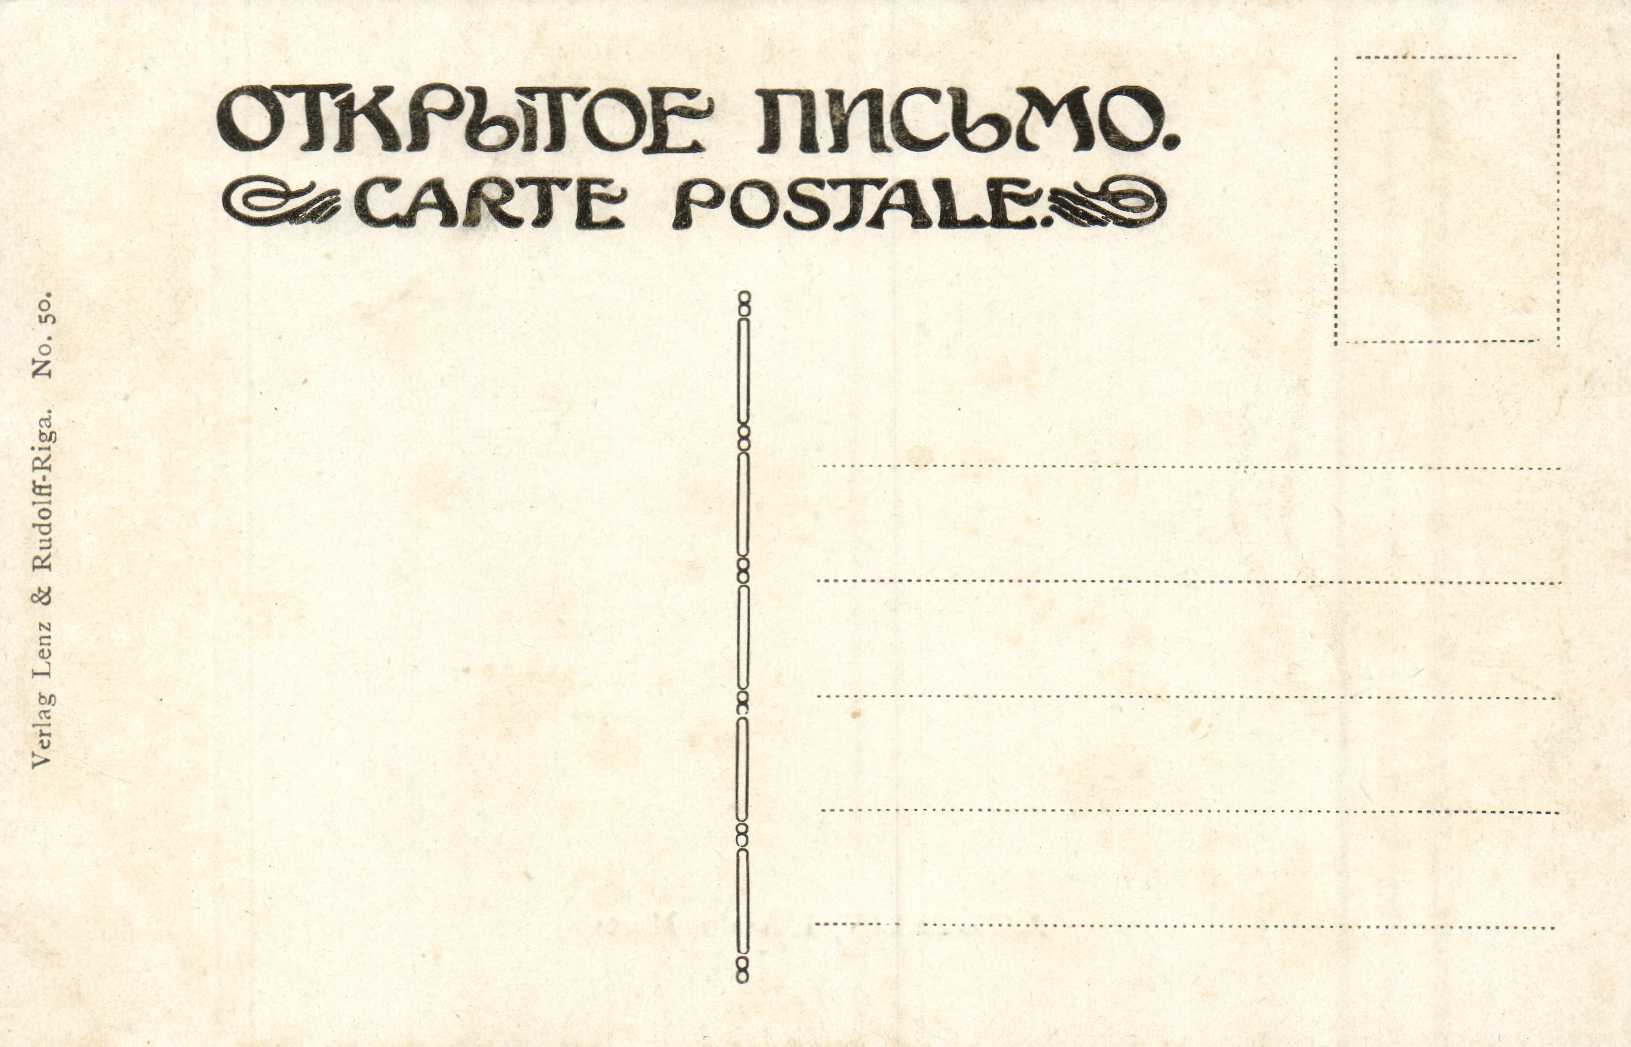 ОТКРЫТОЕ ПИСЬМО.
CARTE POSTALE.
Verlag Lenz & Rudolff-Riga. No. 50.